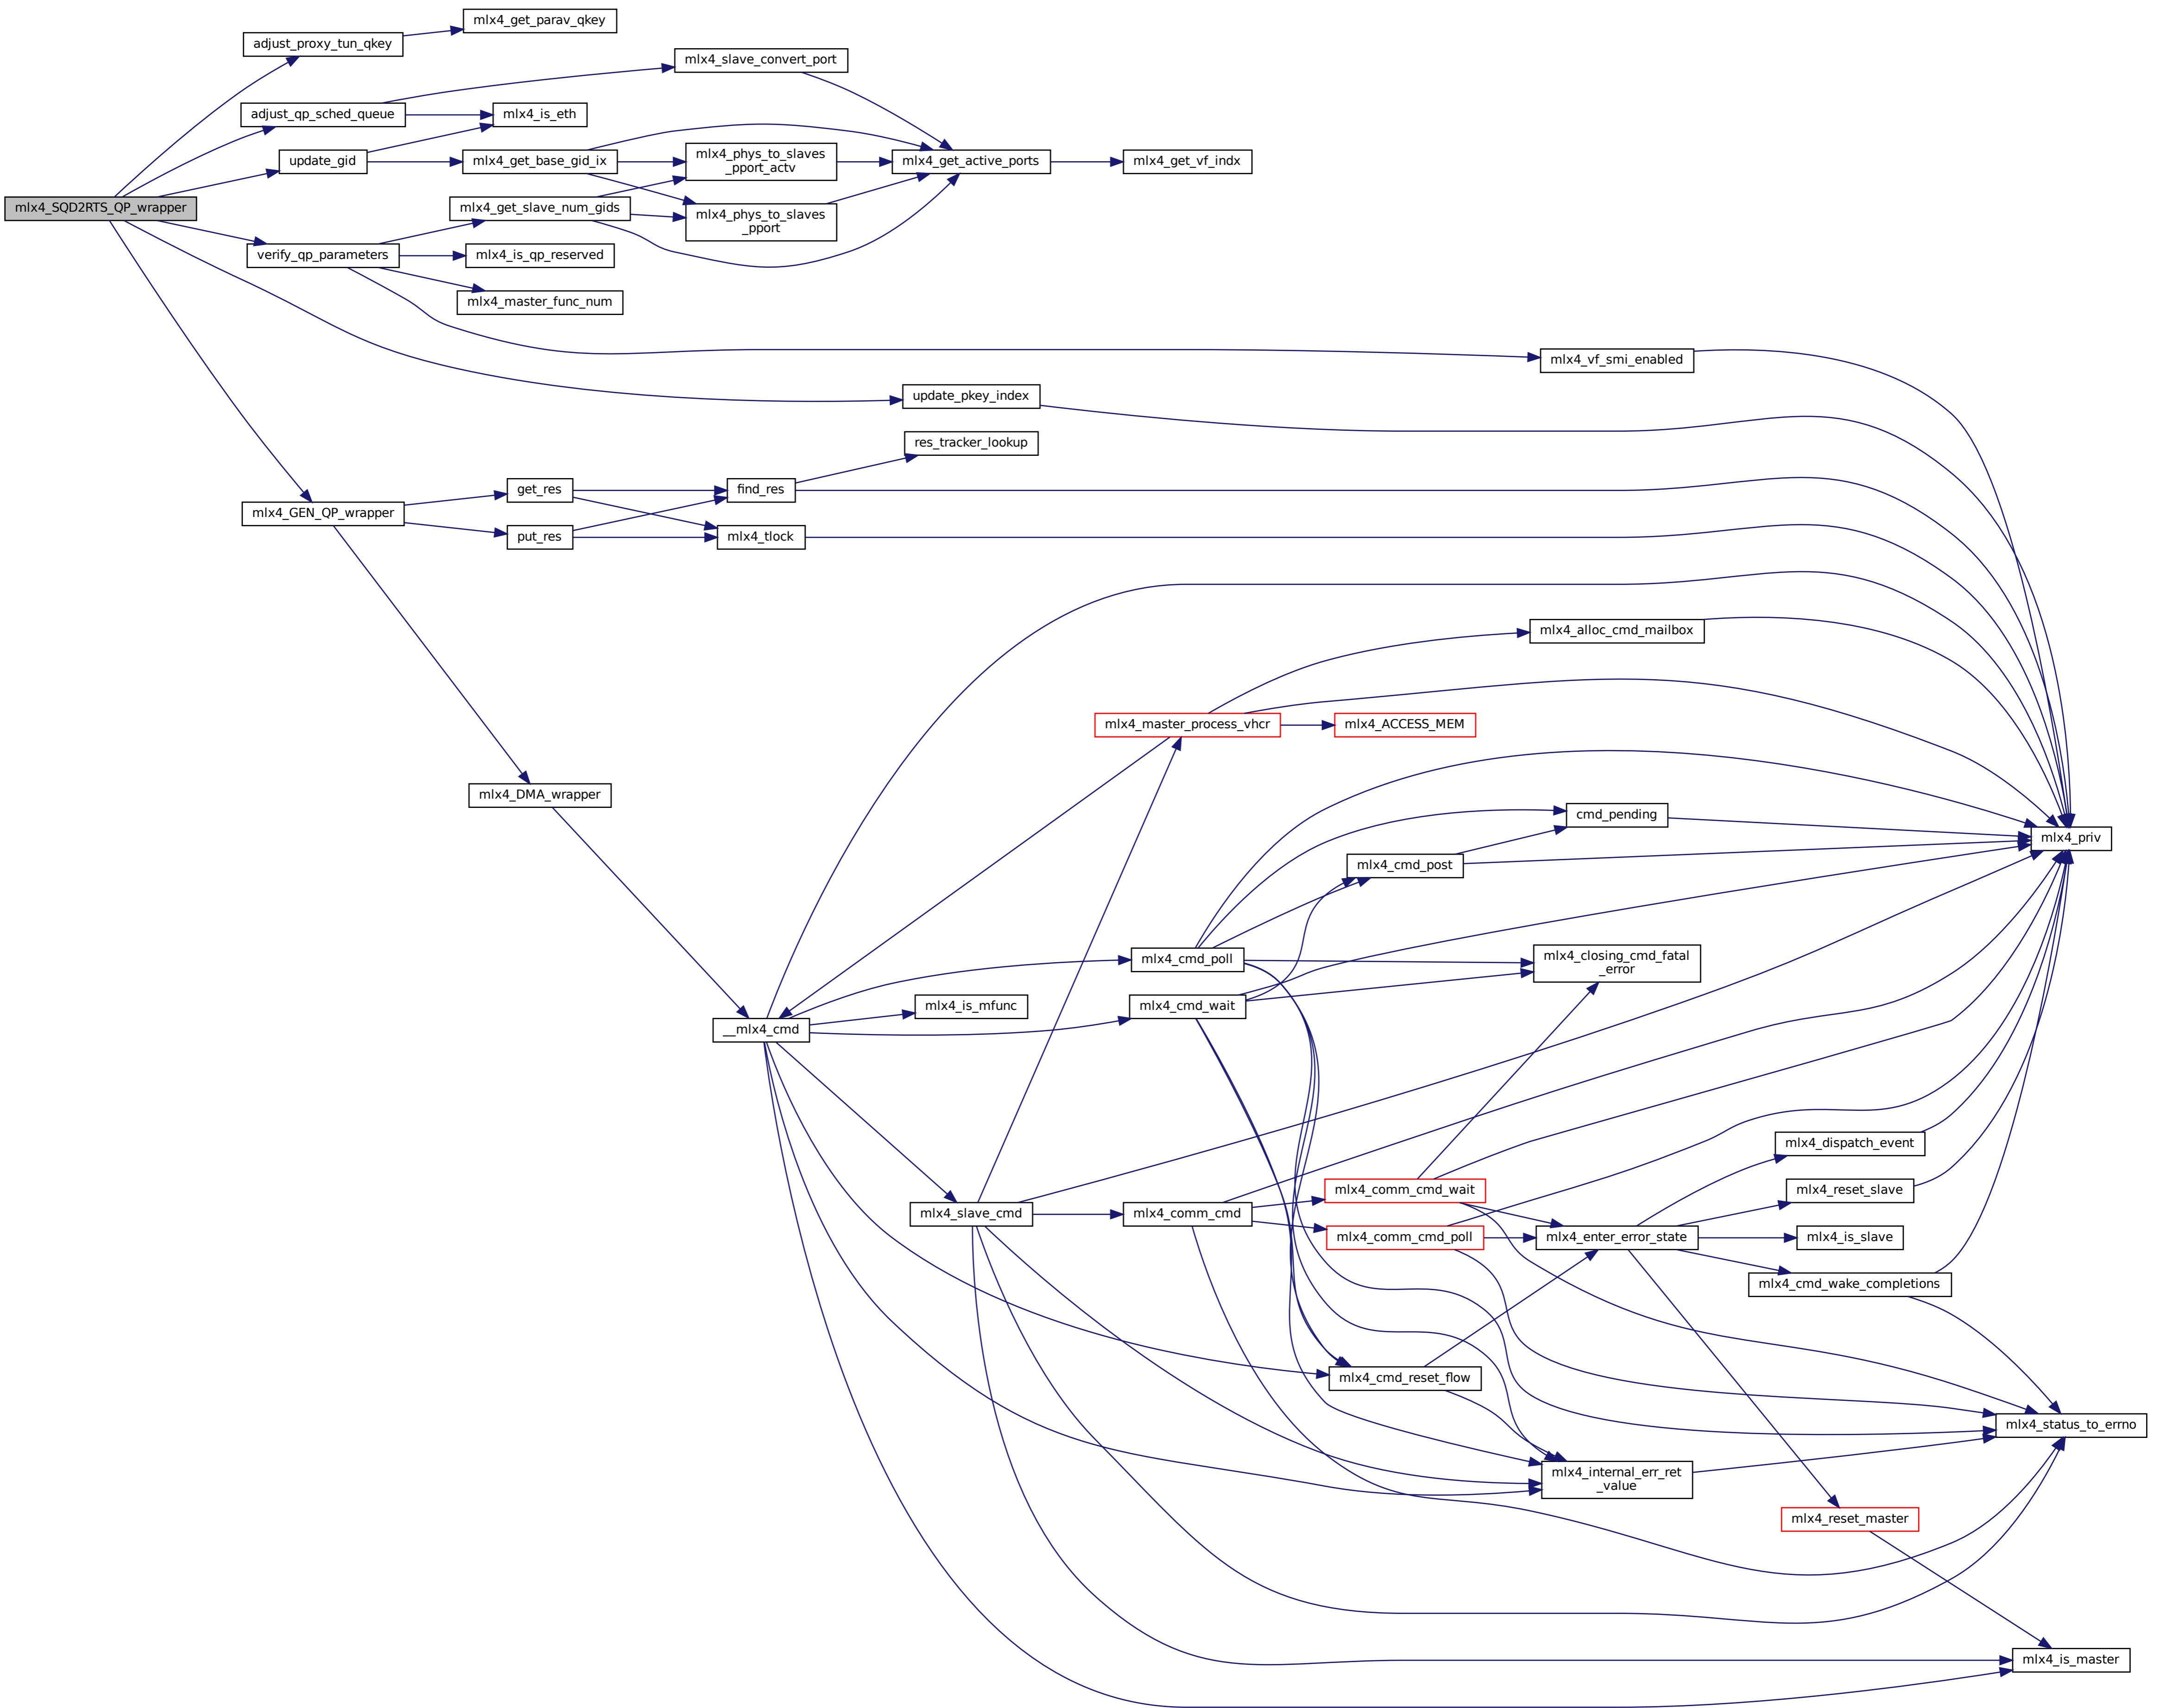 mlx4_get_parav_qkey
adjust_proxy_tun_qkey
mlx4_slave_convert_port
adjust_qp_sched_queue
mlx4_is_eth
update_gid
mlx4_get_base_gid_ix
mlx4_phys_to_slaves
_pport_actv
mlx4_get_active_ports
mlx4_get_vf_indx
mlx4_SQD2RTS_QP_wrapper
mlx4_get_slave_num_gids
mlx4_phys_to_slaves
_pport
verify_qp_parameters
mlx4_is_qp_reserved
mlx4_master_func_num
mlx4_vf_smi_enabled
update_pkey_index
res_tracker_lookup
mlx4_GEN_QP_wrapper
get_res
find_res
put_res
mlx4_tlock
mlx4_alloc_cmd_mailbox
mlx4_master_process_vhcr
mlx4_ACCESS_MEM
mlx4_DMA_wrapper
cmd_pending
mlx4_priv
mlx4_cmd_post
mlx4_cmd_poll
mlx4_closing_cmd_fatal
_error
mlx4_is_mfunc
mlx4_cmd_wait
__mlx4_cmd
mlx4_dispatch_event
mlx4_comm_cmd_wait
mlx4_reset_slave
mlx4_slave_cmd
mlx4_comm_cmd
mlx4_comm_cmd_poll
mlx4_enter_error_state
mlx4_is_slave
mlx4_cmd_wake_completions
mlx4_cmd_reset_flow
mlx4_status_to_errno
mlx4_internal_err_ret
_value
mlx4_reset_master
mlx4_is_master